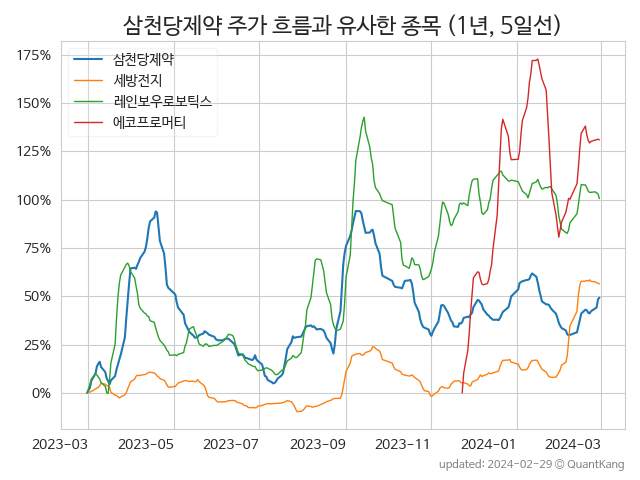 삼천당제약 주가 흐름과 유사한 종목 (1년, 5일선)
삼천당제약
세방전지
레인보우로보틱스
에코프로머티
175%
150%
125%
100%
75%
50%
25%
0%
2023-03 2023-05 2023-07 2023-09 2023-11 2024-01 2024-03
updated: 2024-02-29 © QuantKang